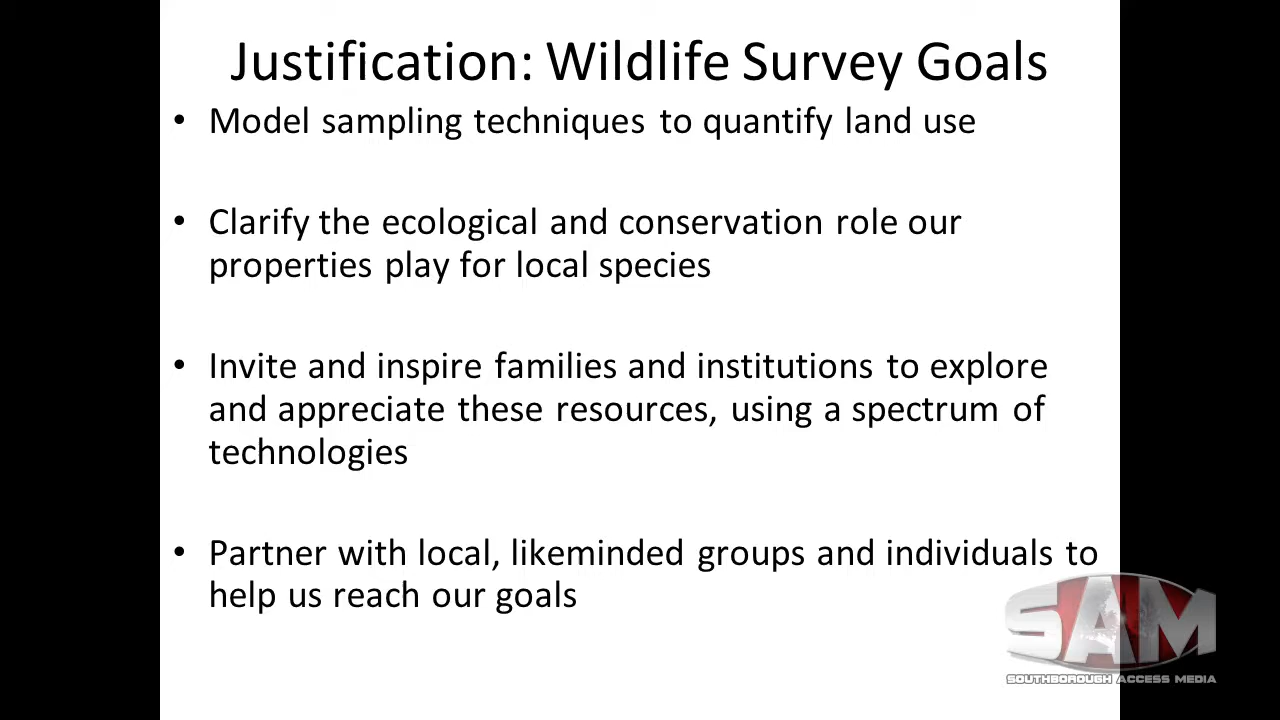 Justification: Wildlife Survey Goals
• Model sampling techniques to quantify land use
• Clarify the ecological and conservation role our
properties play for local species
• Invite and inspire families and institutions to explore
and appreciate these resources, using a spectrum of
technologies
• Partner with local, likeminded groups and individuals to
help us reach our goals
SAM
SOUTHBOROUGH ACCESS MEDIA